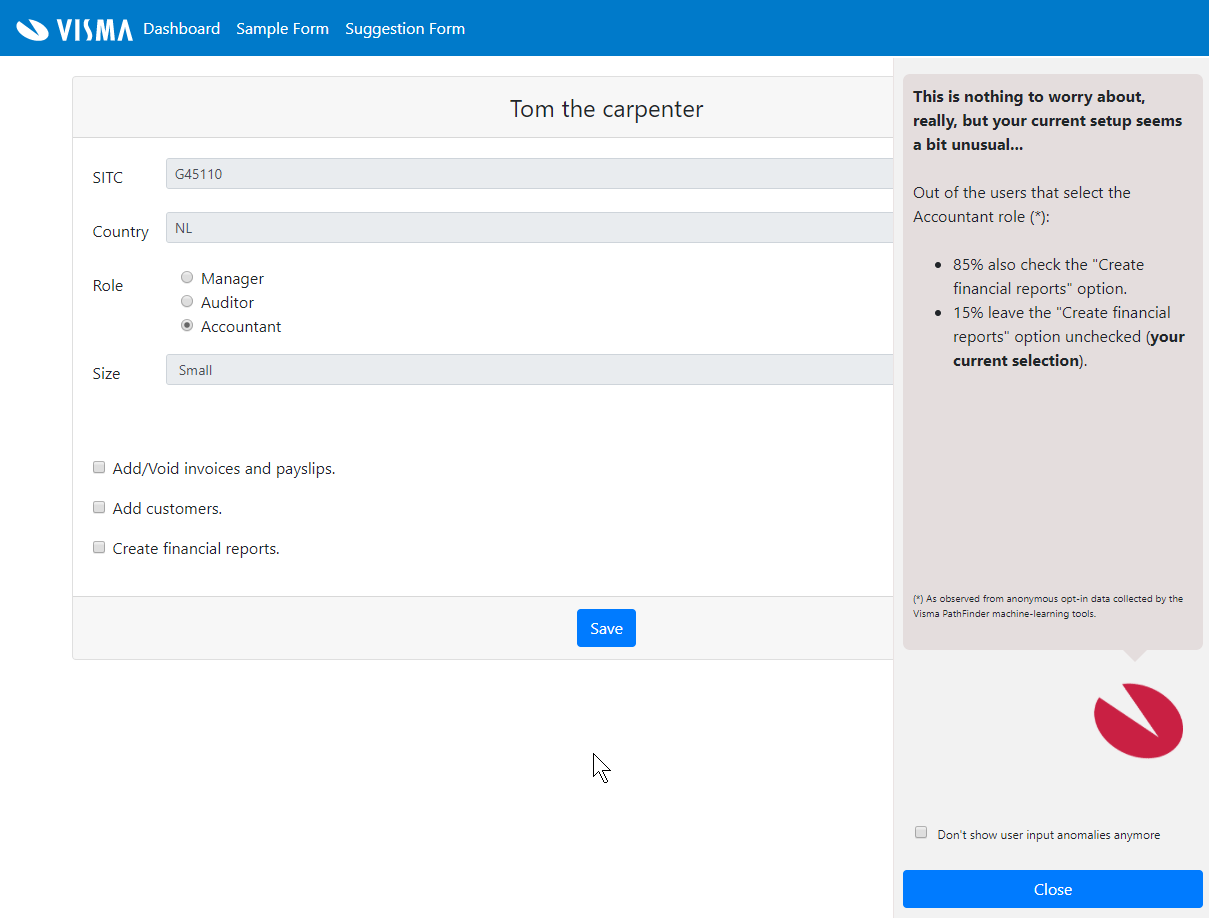 VISMA Dashboard Sample Form Suggestion Form
Tom the carpenter
SITC G45110
Country NL
Role
Manager
Auditor
Accountant
Size Small
Add/Void invoices and payslips.
Add customers.
Create financial reports.
Save
This is nothing to worry about,
really, but your current setup seems
a bit unusual...
Out of the users that select the
Accountant role (*):
85% also check the "Create
financial reports" option.
15% leave the "Create financial
reports" option unchecked (your
current selection).
(*) As observed from anonymous opt-in data collected by the
Visma PathFinder machine-learning tools.
Don't show user input anomalies anymore
Close